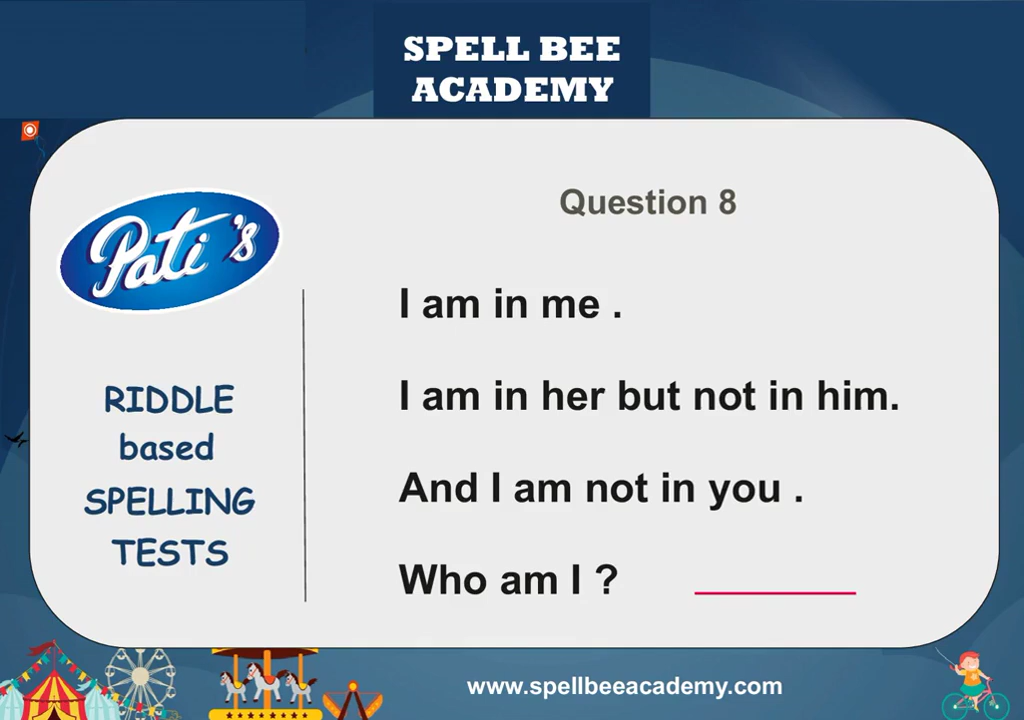 SPELL BEE
ACADEMY
Pati's
RIDDLE
based
SPELLING
TESTS
Question 8
I am in me .
I am in her but not in him.
And I am not in you .
Who am I ?
www.spellbeeacademy.com